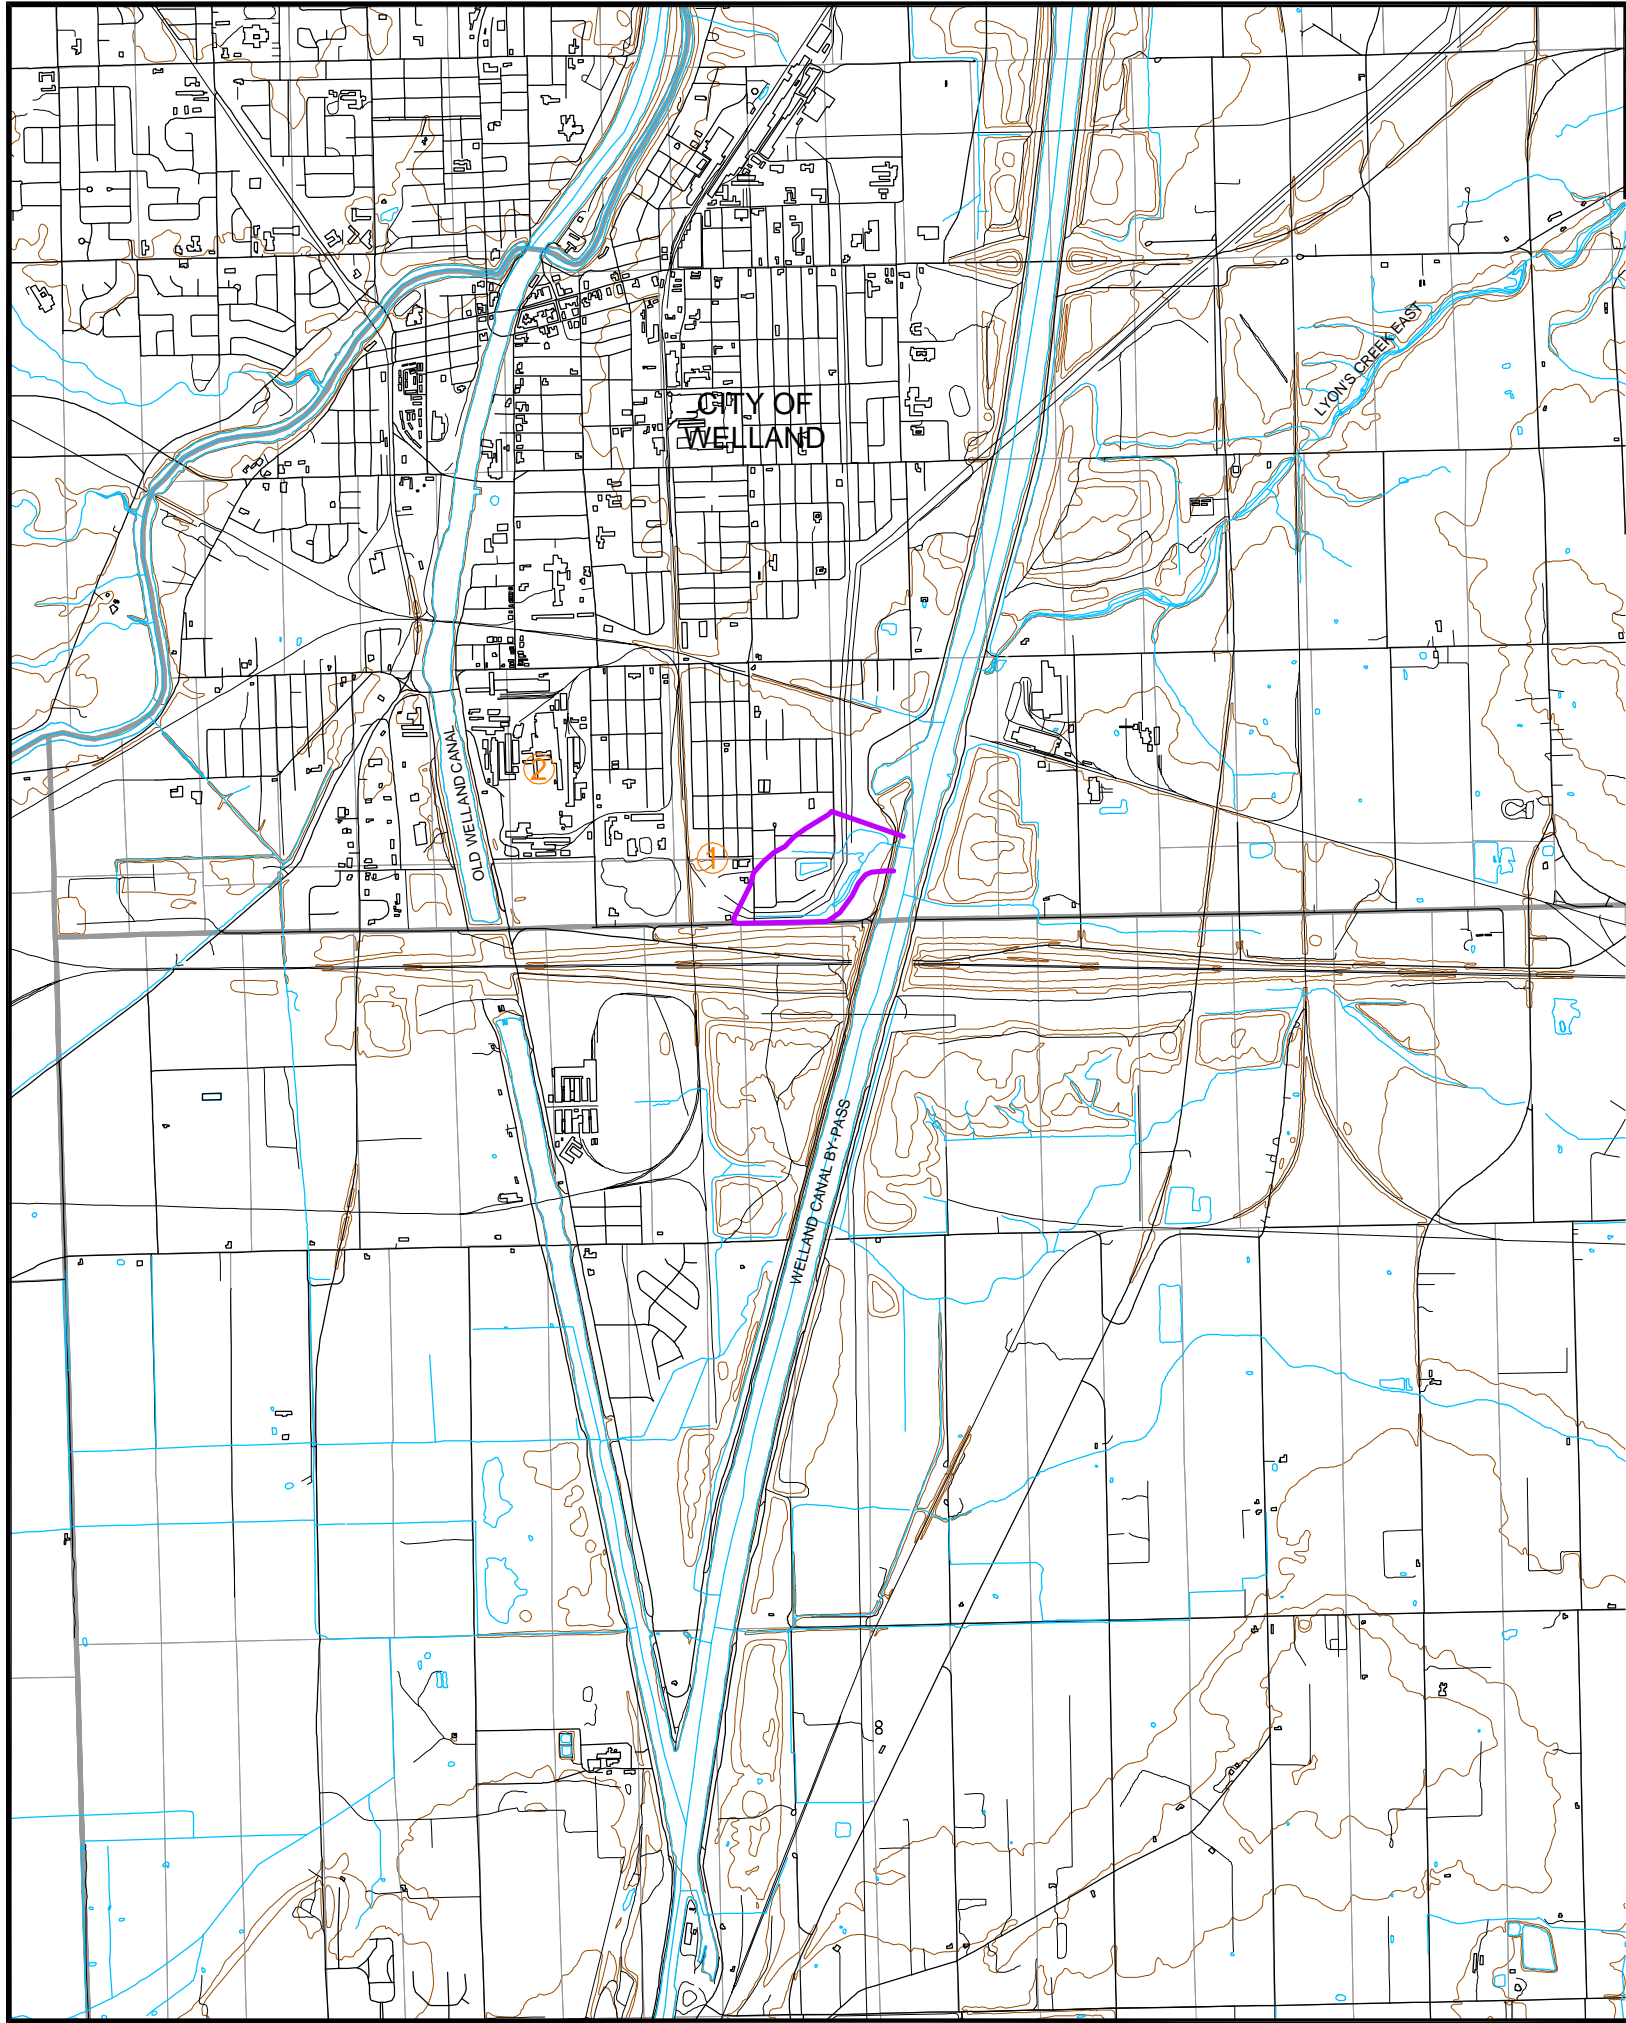 CITY OF
WELLAND
LYON'S CREEK EAST
OLD WELLAND CANAL
2
1
WELLAND CANAL BY-PASS